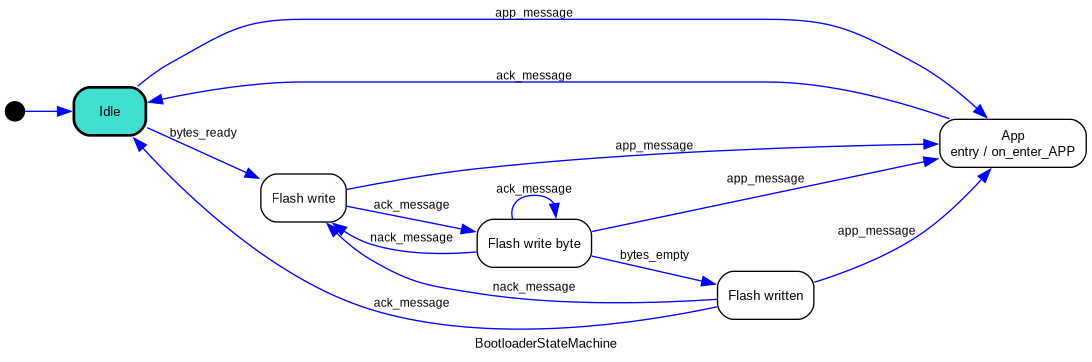 app_message
ack_message
Idle
bytes_ready
App
entry / on_enter_APP
app_message
app_message
Flash write
ack_message
ack_message
nack_message
Flash write byte
app_message
bytes_empty
nack_message
Flash written
ack_message
BootloaderStateMachine